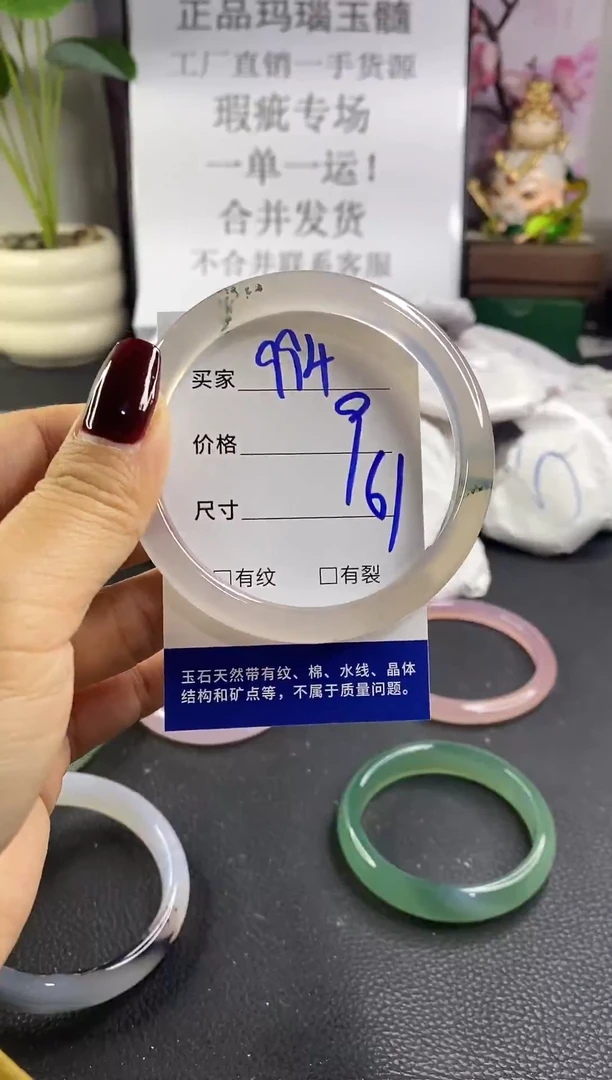 正品玛瑙玉髓
工厂直销一手货源
瑕疵专场
一单一运!
合并发货
不合并联系客服
买家 994
价格 9
尺寸 61
□有纹 □有裂
玉石天然带有纹、棉、水线、晶体
结构和矿点等，不属于质量问题。